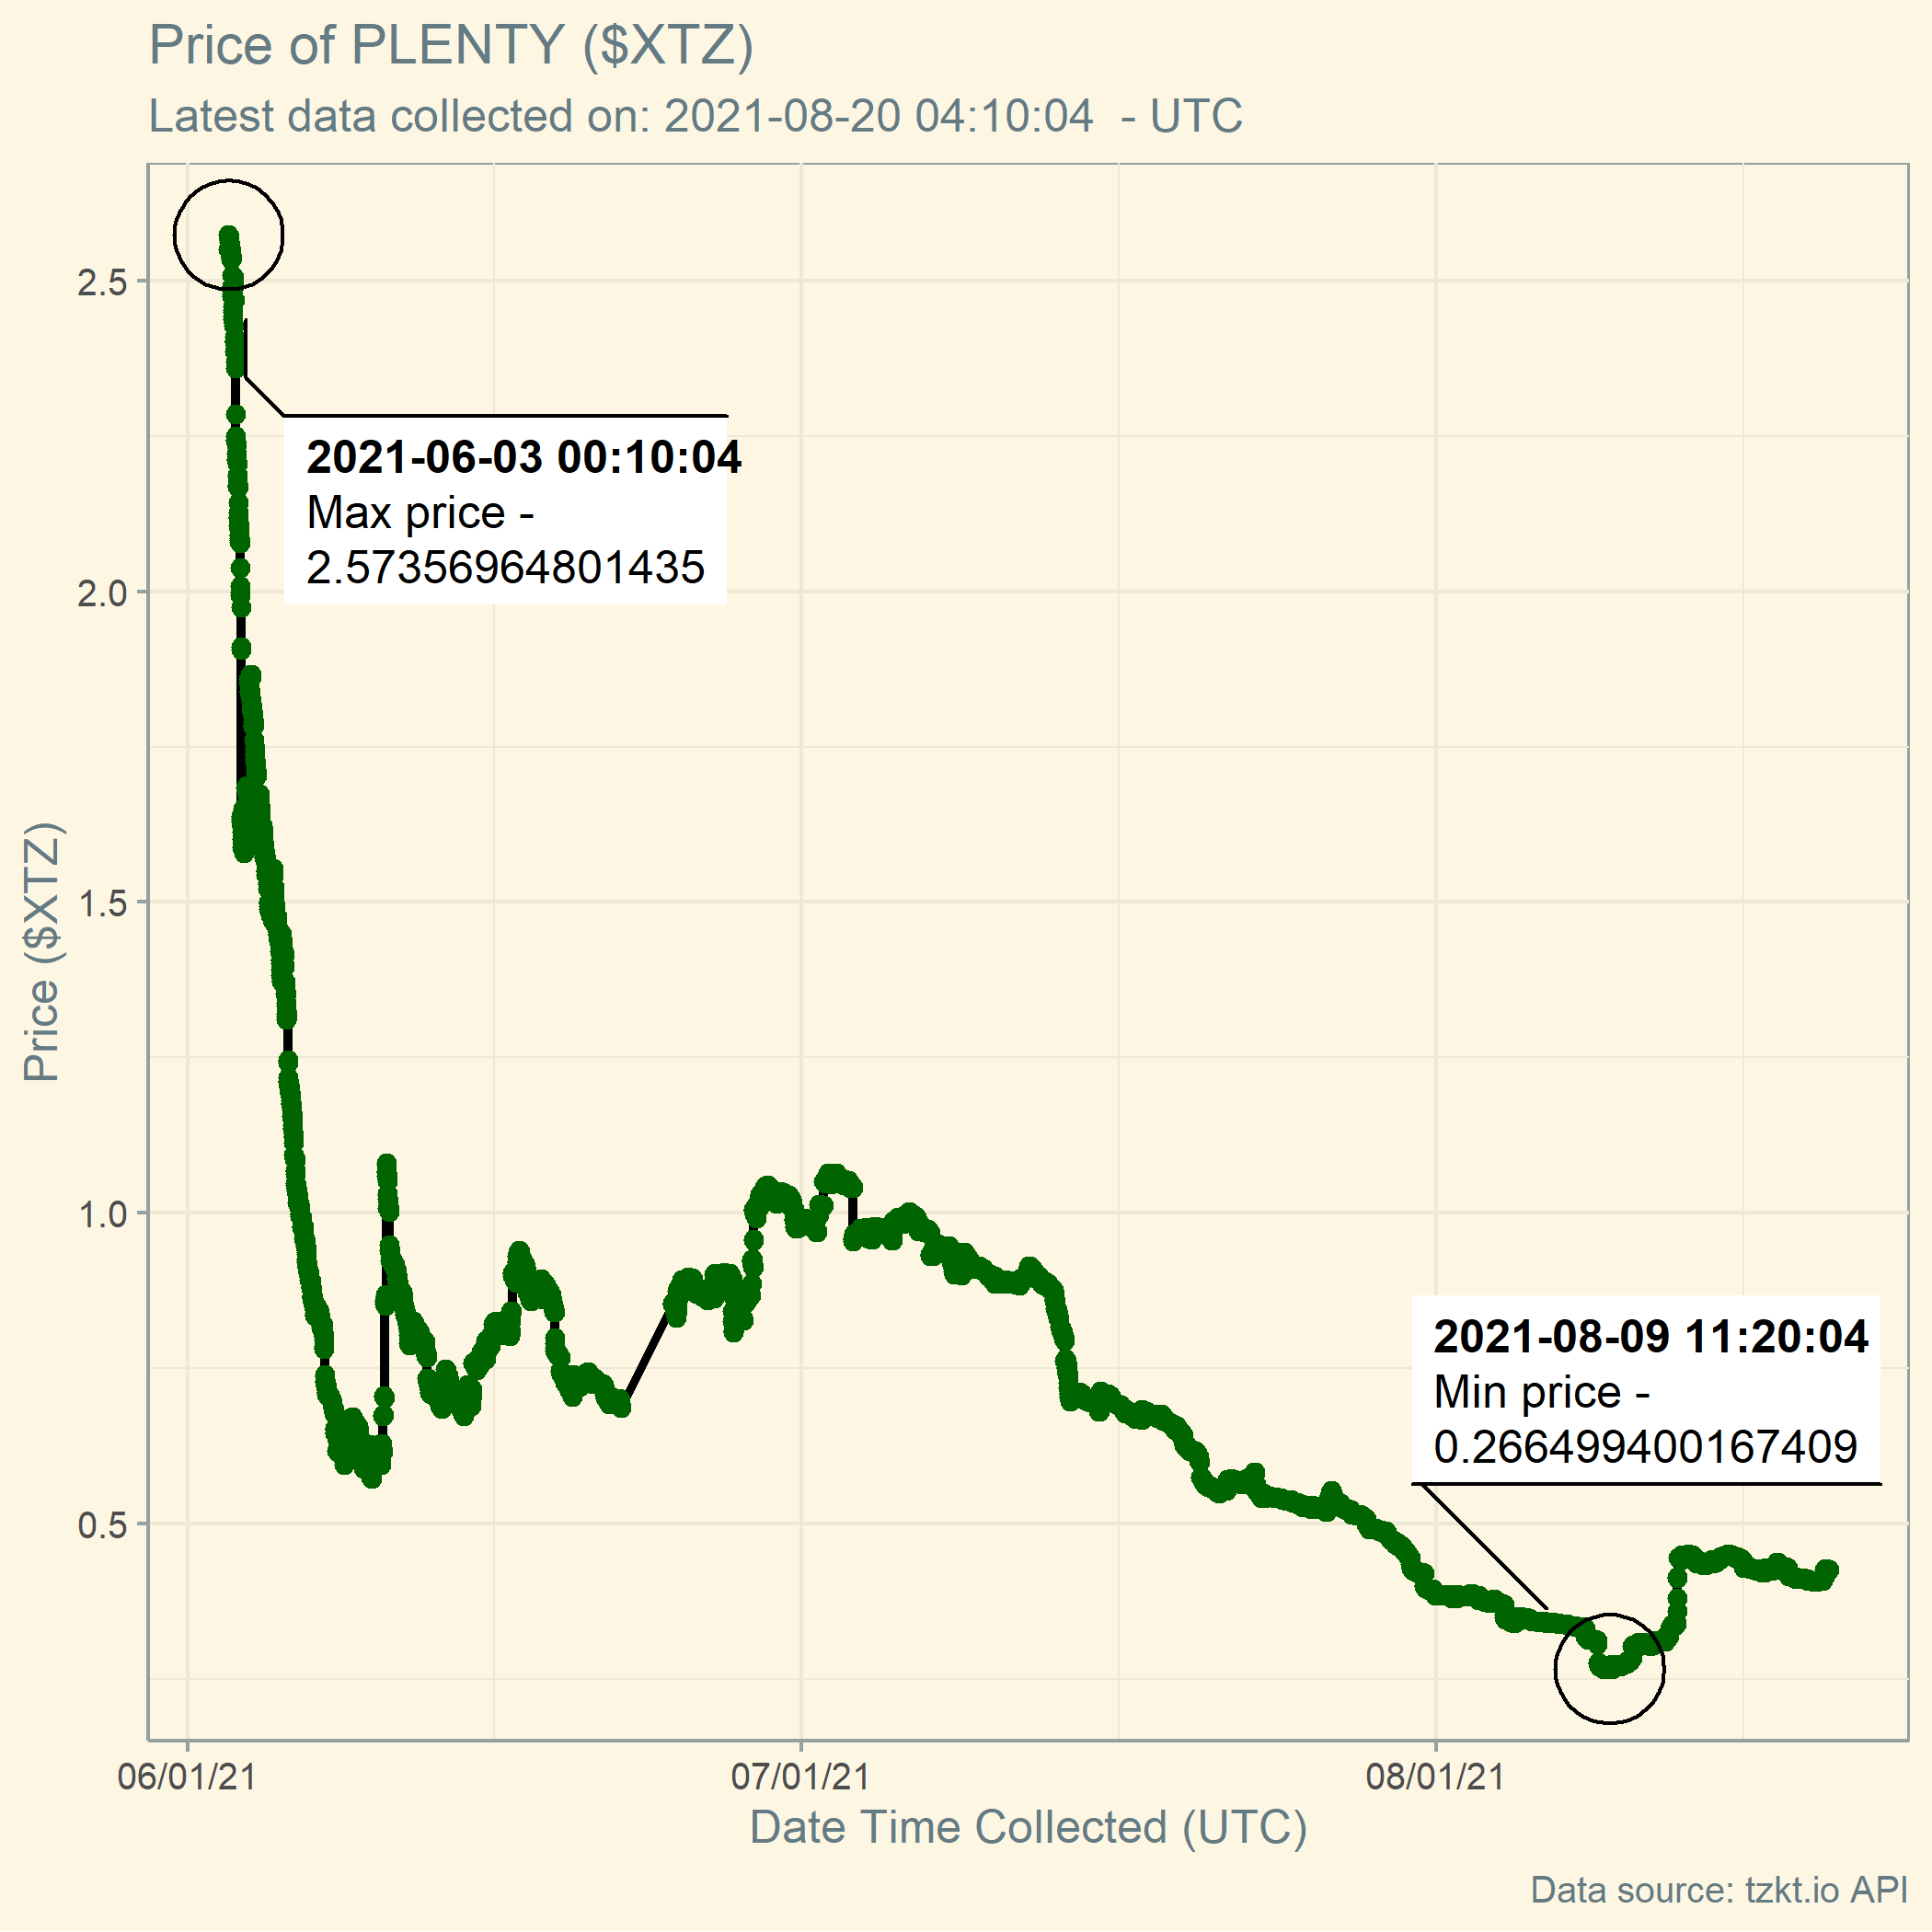 Price of PLENTY ($XTZ)
Latest data collected on: 2021-08-20 04:10:04  - UTC
2.5
2.0
1.5
1.0
0.5
Price ($XTZ)
2021-06-03 00:10:04
Max price -
2.57356964801435
2021-08-09 11:20:04
Min price -
0.266499400167409
06/01/21
07/01/21
08/01/21
Date Time Collected (UTC)
Data source: tzkt.io API